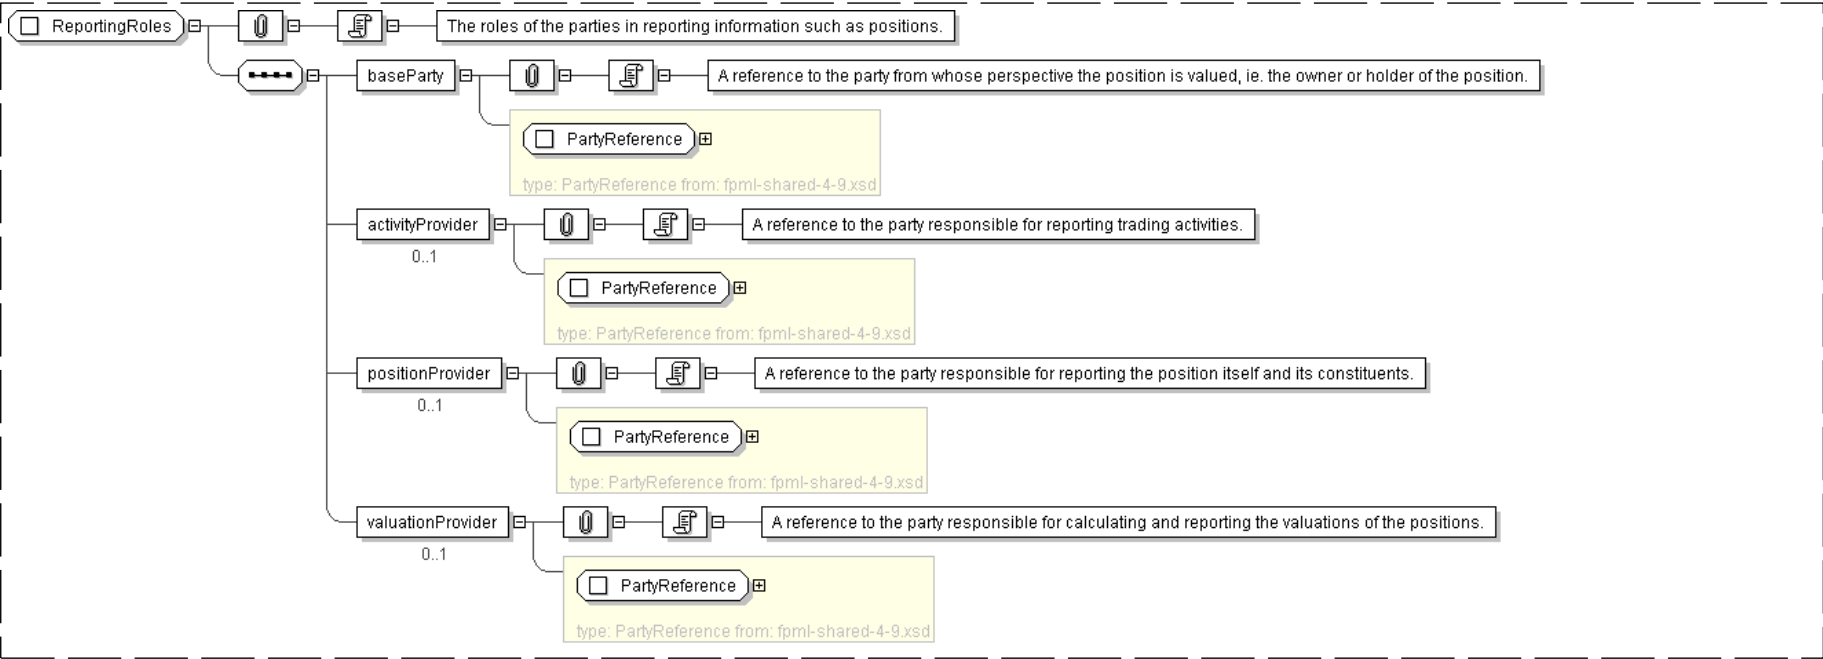 ReportingRoles The roles of the parties in reporting information such as positions.
baseParty A reference to the party from whose perspective the position is valued, ie. the owner or holder of the position.
PartyReference
type: PartyReference from: fpml-shared-4-9.xsd
activityProvider A reference to the party responsible for reporting trading activities.
0..1
PartyReference
type: PartyReference from: fpml-shared-4-9.xsd
positionProvider A reference to the party responsible for reporting the position itself and its constituents.
0..1
PartyReference
type: PartyReference from: fpml-shared-4-9.xsd
valuationProvider A reference to the party responsible for calculating and reporting the valuations of the positions.
0..1
PartyReference
type: PartyReference from: fpml-shared-4-9.xsd